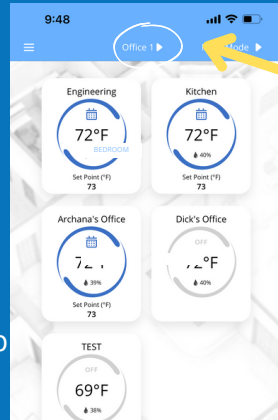 9:48
Office 1
Mode
Engineering
72°F
BEDROOM
Set Point (°F)
73
Kitchen
72°F
40%
Set Point (°F)
73
Archana's Office
39%
Set Point (°F)
73
Dick's Office
OFF
°F
40%
TEST
OFF
69°F
38%